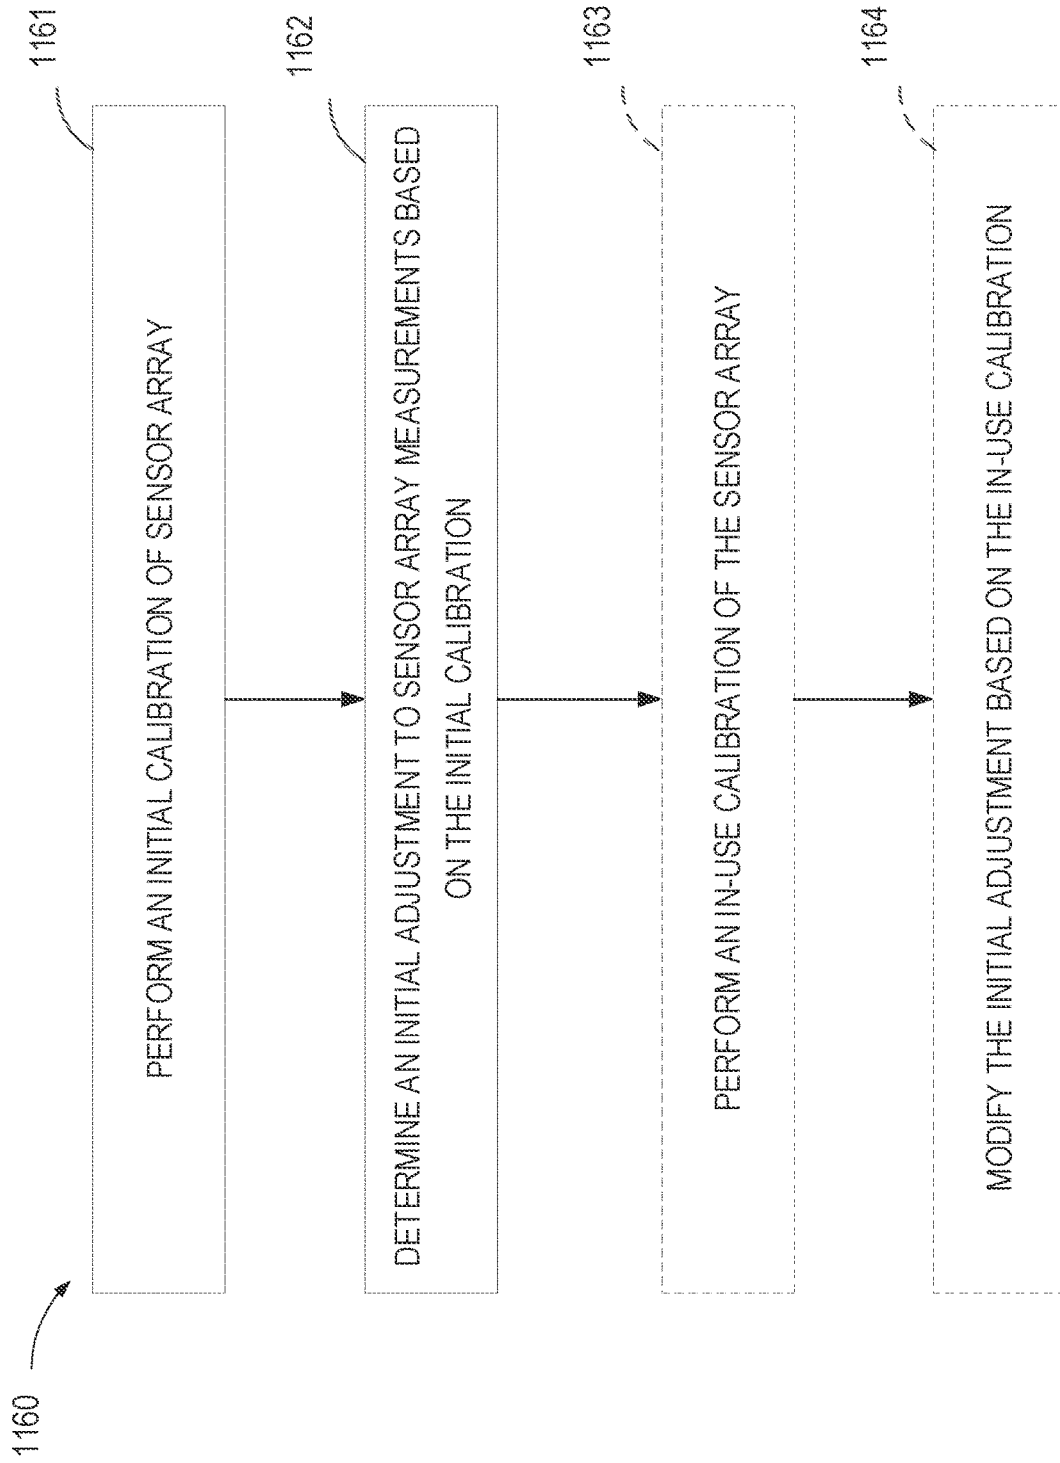 1160
1161
PERFORM AN INITIAL CALIBRATION OF SENSOR ARRAY
1162
DETERMINE AN INITIAL ADJUSTMENT TO SENSOR ARRAY MEASUREMENTS BASED
ON THE INITIAL CALIBRATION
1163
PERFORM AN IN-USE CALIBRATION OF THE SENSOR ARRAY
1164
MODIFY THE INITIAL ADJUSTMENT BASED ON THE IN-USE CALIBRATION